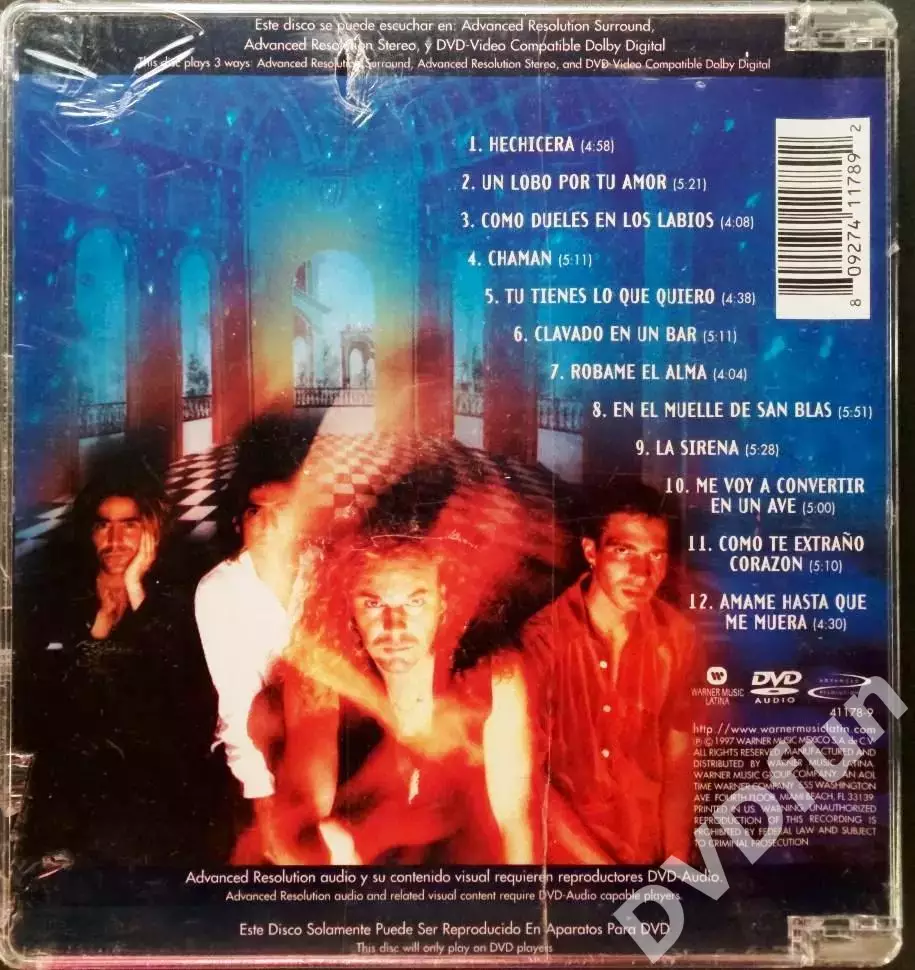 Este disco se puede escuchar en: Advanced Resolution Surround,
Advanced Resolution Stereo, y DVD-Video Compatible Dolby Digital
This disc plays 3 ways: Advanced Resolution Surround, Advanced Resolution Stereo, and DVD-Video Compatible Dolby Digital
1. HECHICERA (4:58)
2. UN LOBO POR TU AMOR (5:21)
3. COMO DUELES EN LOS LABIOS (4:08)
4. CHAMAN (5:11)
5. TU TIENES LO QUE QUIERO (4:38)
6. CLAVADO EN UN BAR (5:11)
7. ROBAME EL ALMA (4:04)
8. EN EL MUELLE DE SAN BLAS (5:51)
9. LA SIRENA (5:28)
10. ME VOY A CONVERTIR
EN UN AVE (5:00)
11. COMO TE EXTRAÑO
CORAZON (5:10)
12. AMAME HASTA QUE
ME MUERA (4:30)
8 09274 11789 2
WARNER MUSIC
LATINA
DVD
AUDIO
ADVANCED
RESOLUTION
41178-9
http://www.warnermusiclatin.com
℗ © 1997 WARNER MUSIC MEXICO S.A. de C.V.
ALL RIGHTS RESERVED. MANUFACTURED AND
DISTRIBUTED BY WARNER MUSIC LATINA.
WARNER MUSIC GROUP COMPANY. AN AOL
TIME WARNER COMPANY 555 WASHINGTON
AVE. FOURTH FLOOR, MIAMI BEACH, FL 33139.
PRINTED IN US. WARNING: UNAUTHORIZED
REPRODUCTION OF THIS RECORDING IS
PROHIBITED BY FEDERAL LAW AND SUBJECT
TO CRIMINAL PROSECUTION
Advanced Resolution audio y su contenido visual requieren reproductores DVD-Audio.
Advanced Resolution audio and related visual content require DVD-Audio capable players.
Este Disco Solamente Puede Ser Reproducido En Aparatos Para DVD
This disc will only play on DVD players
DVDfun